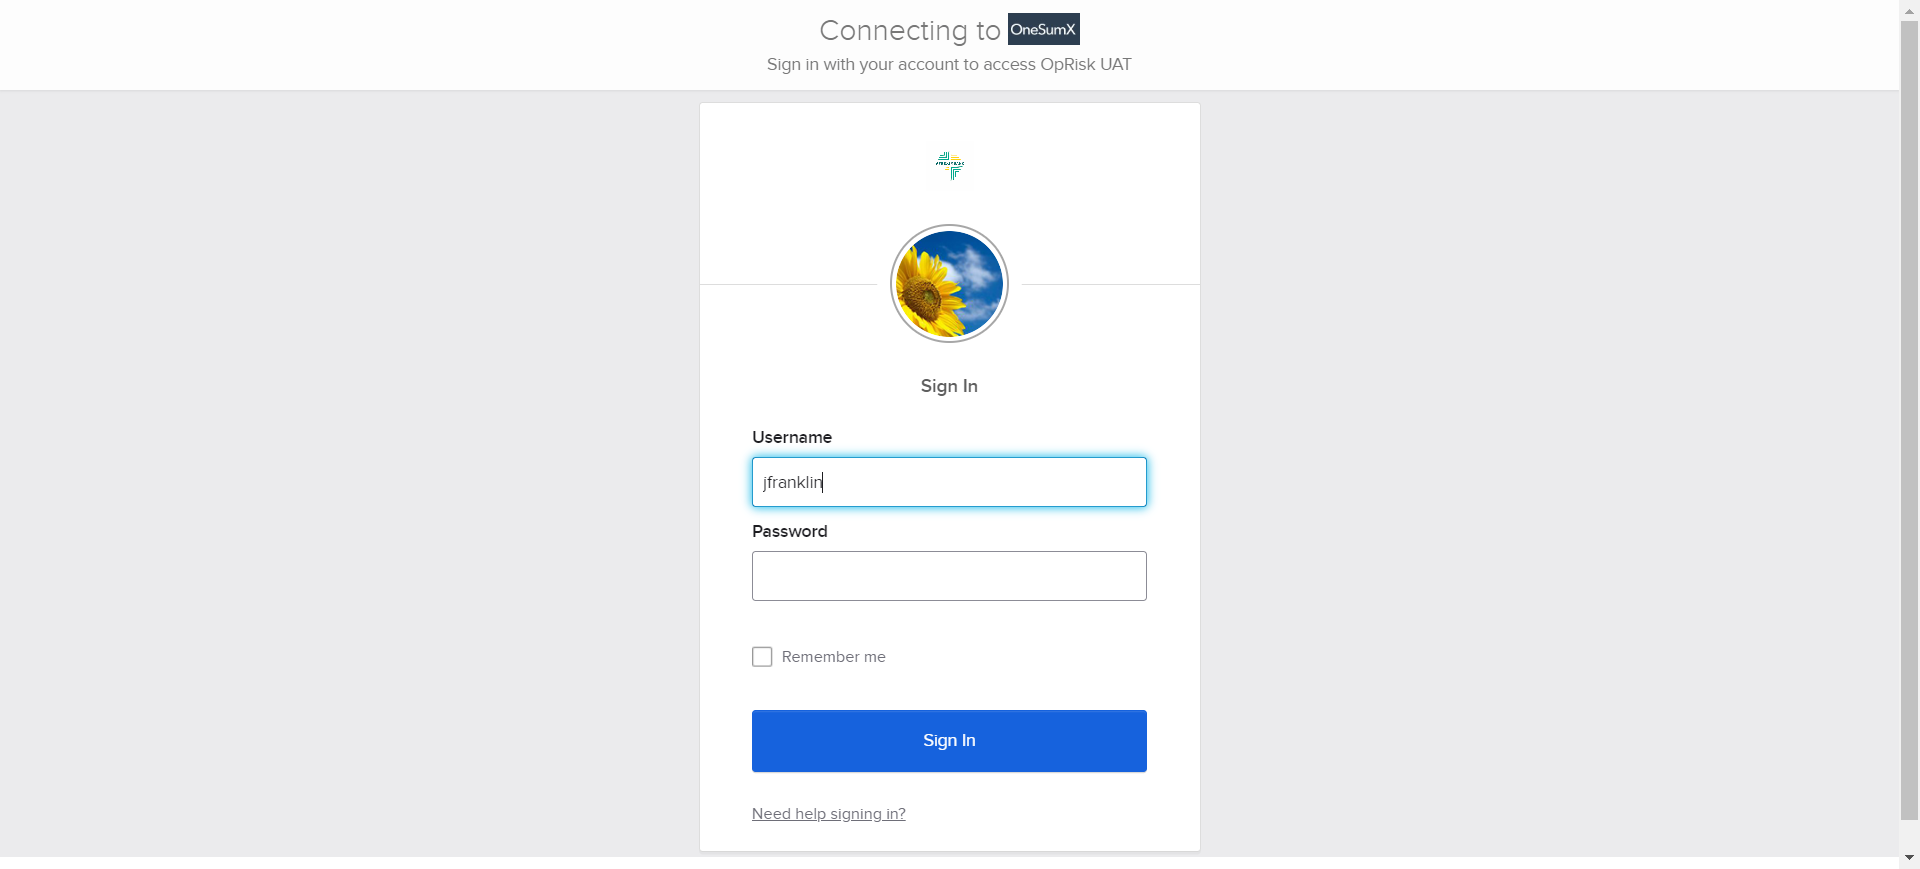 Connecting to OneSumX
Sign in with your account to access OpRisk UAT
Sign In
Username
jfranklin
Password
Remember me
Sign In
Need help signing in?